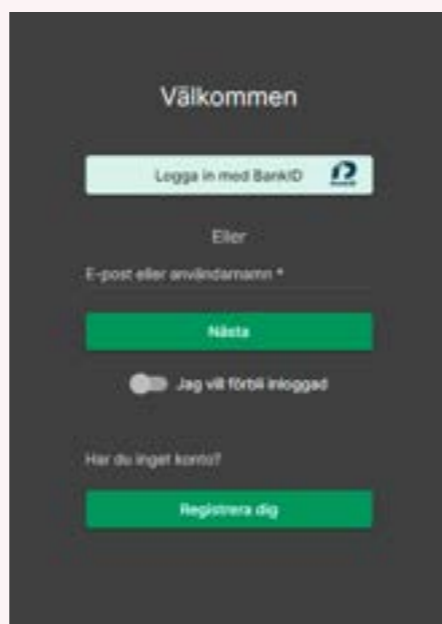 Välkommen
Logga in med BankID
Eller
E-post eller användarnamn *
Nästa
Jag vill förbli inloggad
Har du inget konto?
Registrera dig